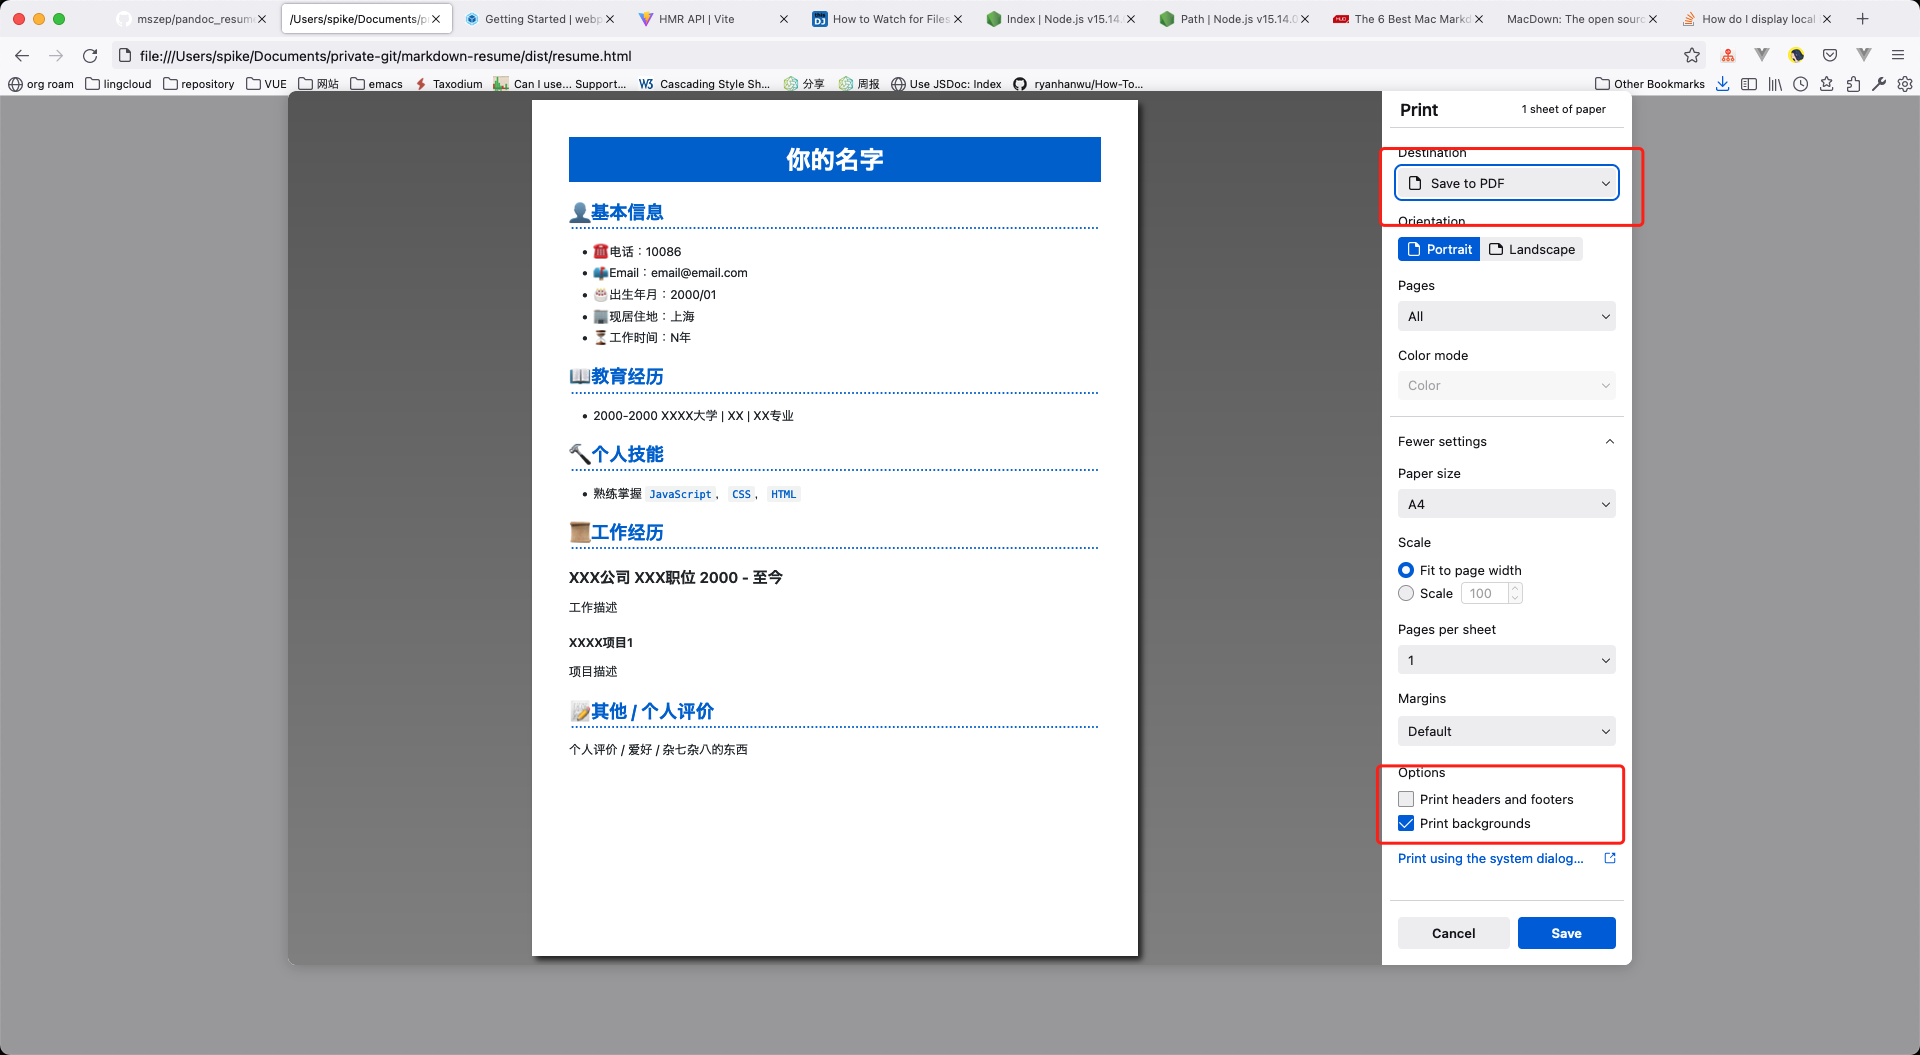 mszep/pandoc_resum
/Users/spike/Documents/p
Getting Started | webp
HMR API | Vite
How to Watch for Files
Index | Node.js v15.14.
Path | Node.js v15.14.0
The 6 Best Mac Markd
MacDown: The open sourc
How do I display local
file:///Users/spike/Documents/private-git/markdown-resume/dist/resume.html
org roam
lingcloud
repository
VUE
网站
emacs
Taxodium
Can I use... Support...
W3 Cascading Style Sh...
分享
周报
Use JSDoc: Index
ryanhanwu/How-To...
Other Bookmarks
你的名字
基本信息
电话：10086
Email：email@email.com
出生年月：2000/01
现居住地：上海
工作时间：N年
教育经历
2000-2000 XXXX大学 | XX | XX专业
个人技能
熟练掌握 JavaScript， CSS， HTML
工作经历
XXX公司 XXX职位 2000 - 至今
工作描述
XXXX项目1
项目描述
其他 / 个人评价
个人评价 / 爱好 / 杂七杂八的东西
Print
1 sheet of paper
Destination
Save to PDF
Orientation
Portrait
Landscape
Pages
All
Color mode
Color
Fewer settings
Paper size
A4
Scale
Fit to page width
Scale 100
Pages per sheet
1
Margins
Default
Options
Print headers and footers
Print backgrounds
Print using the system dialog...
Cancel
Save